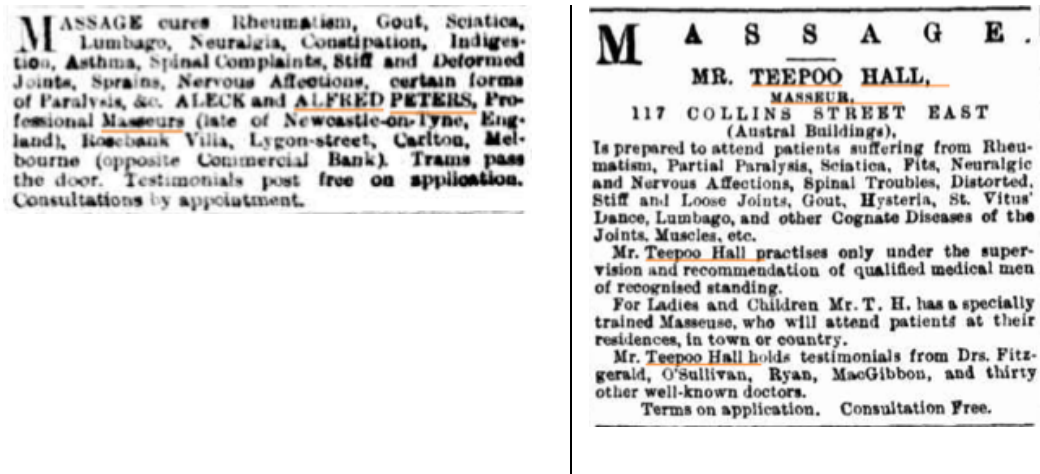 MASSAGE cures Rheumatism, Gout, Sciatica,
Lumbago, Neuralgia, Constipation, Indiges-
tion, Asthma, Spinal Complaints, Stiff and Deformed
Joints, Sprains, Nervous Affections, certain forms
of Paralysis, &c. ALECK and ALFRED PETERS, Pro-
fessional Masseurs (late of Newcastle-on-Tyne, Eng-
land), Rosebank Villa, Lygon-street, Carlton, Mel-
bourne (opposite Commercial Bank). Trams pass
the door. Testimonials post free on application.
Consultations by appointment.
MASSAGE.
MR. TEEPOO HALL,
MASSEUR,
117 COLLINS STREET EAST
(Austral Buildings),
Is prepared to attend patients suffering from Rheu-
matism, Partial Paralysis, Sciatica, Fits, Neuralgic
and Nervous Affections, Spinal Troubles, Distorted,
Stiff and Loose Joints, Gout, Hysteria, St. Vitus'
Dance, Lumbago, and other Cognate Diseases of the
Joints, Muscles, etc.
Mr. Teepoo Hall practises only under the super-
vision and recommendation of qualified medical men
of recognised standing.
For Ladies and Children Mr. T. H. has a specially
trained Masseuse, who will attend patients at their
residences, in town or country.
Mr. Teepoo Hall holds testimonials from Drs. Fitz-
gerald, O'Sullivan, Ryan, MacGibbon, and thirty
other well-known doctors.
Terms on application. Consultation Free.